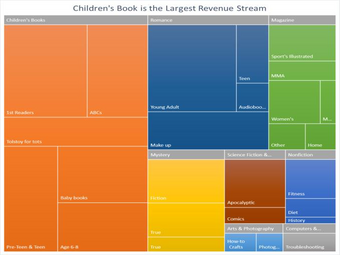 Children's Book is the Largest Revenue Stream
Children's Books
Romance
Magazine
1st Readers
ABCs
Tolstoy for tots
Pre-Teen & Teen
Baby books
Age 6-8
Young Adult
Teen
Audioboo...
Make up
Sport's Illustrated
MMA
Women's
M...
Other
Home
Mystery
Fiction
True
True
Science Fiction &...
Apocalyptic
Comics
Nonfiction
Fitness
Diet
History
Arts & Photography
How to
Crafts
Photog...
Computers &...
Troubleshooting